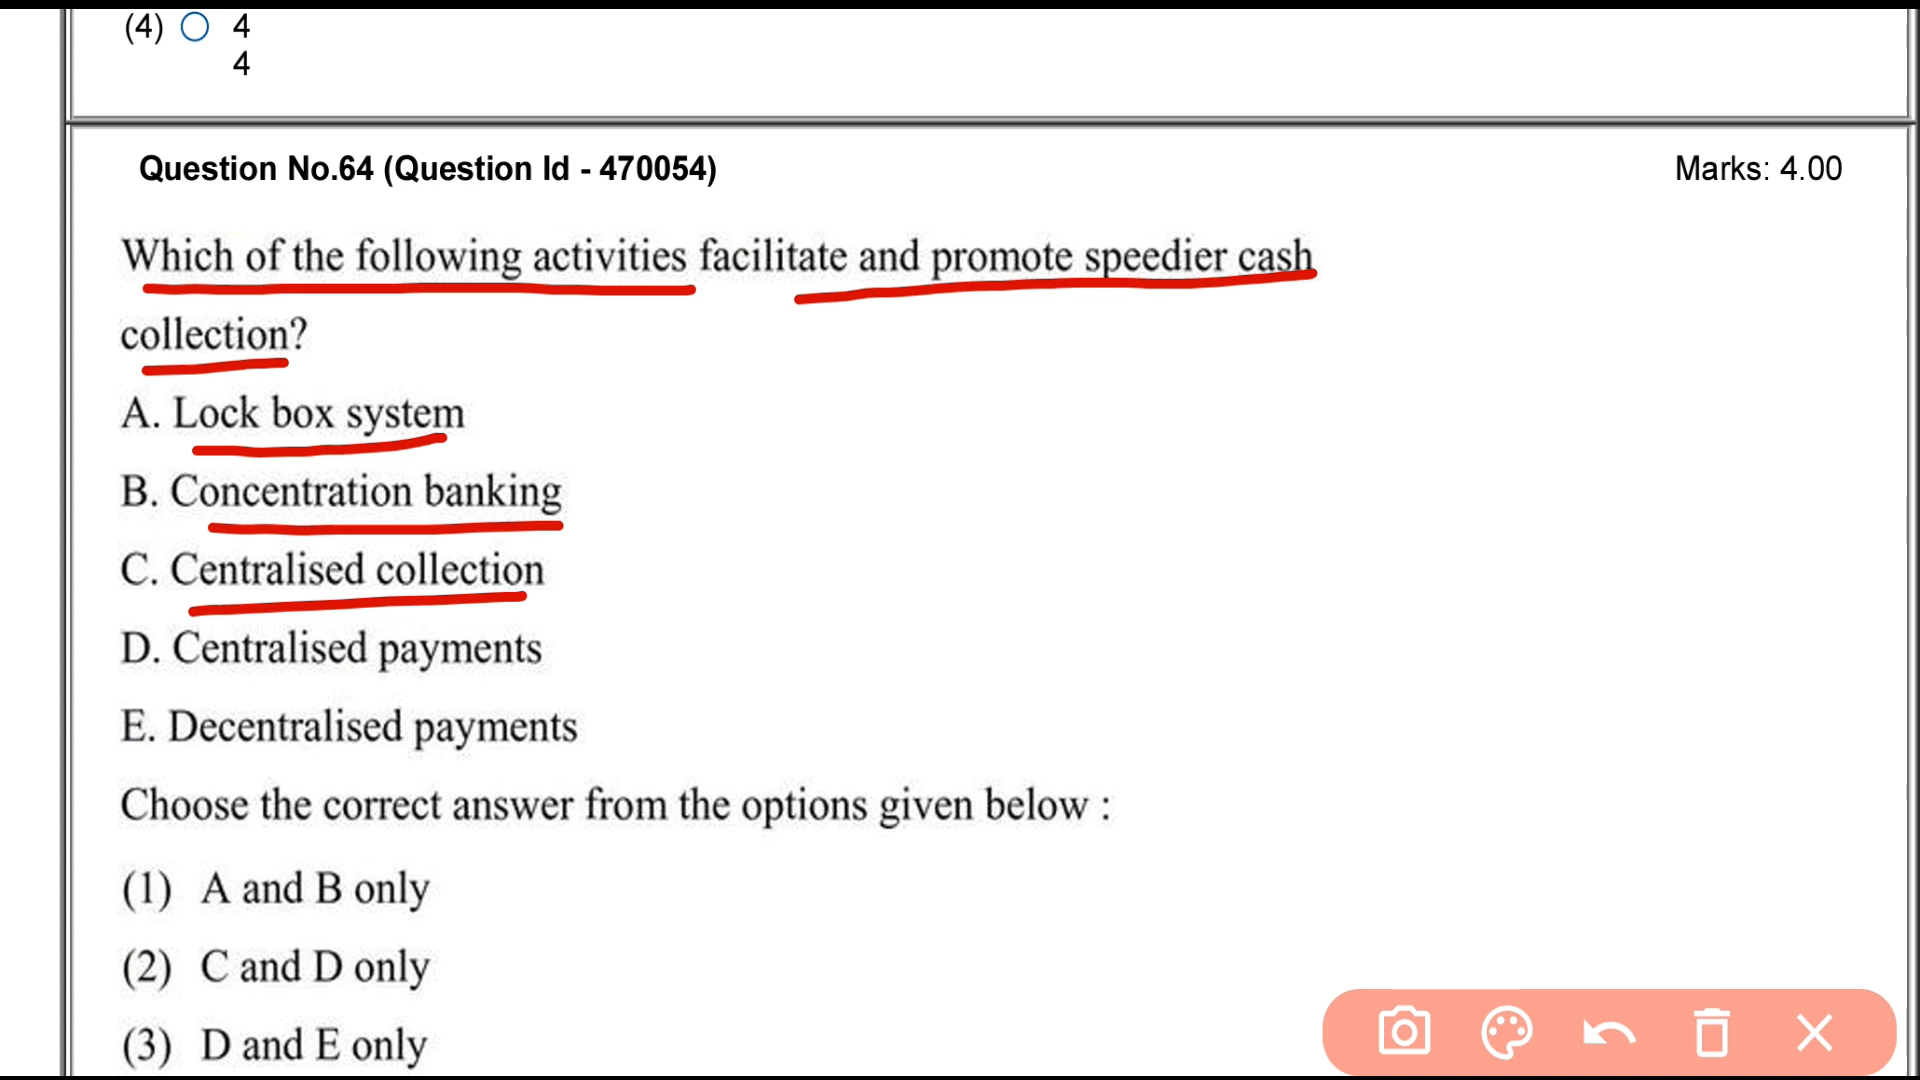 (4) 4
4
Question No.64 (Question Id - 470054) Marks: 4.00
Which of the following activities facilitate and promote speedier cash
collection?
A. Lock box system
B. Concentration banking
C. Centralised collection
D. Centralised payments
E. Decentralised payments
Choose the correct answer from the options given below :
(1) A and B only
(2) C and D only
(3) D and E only